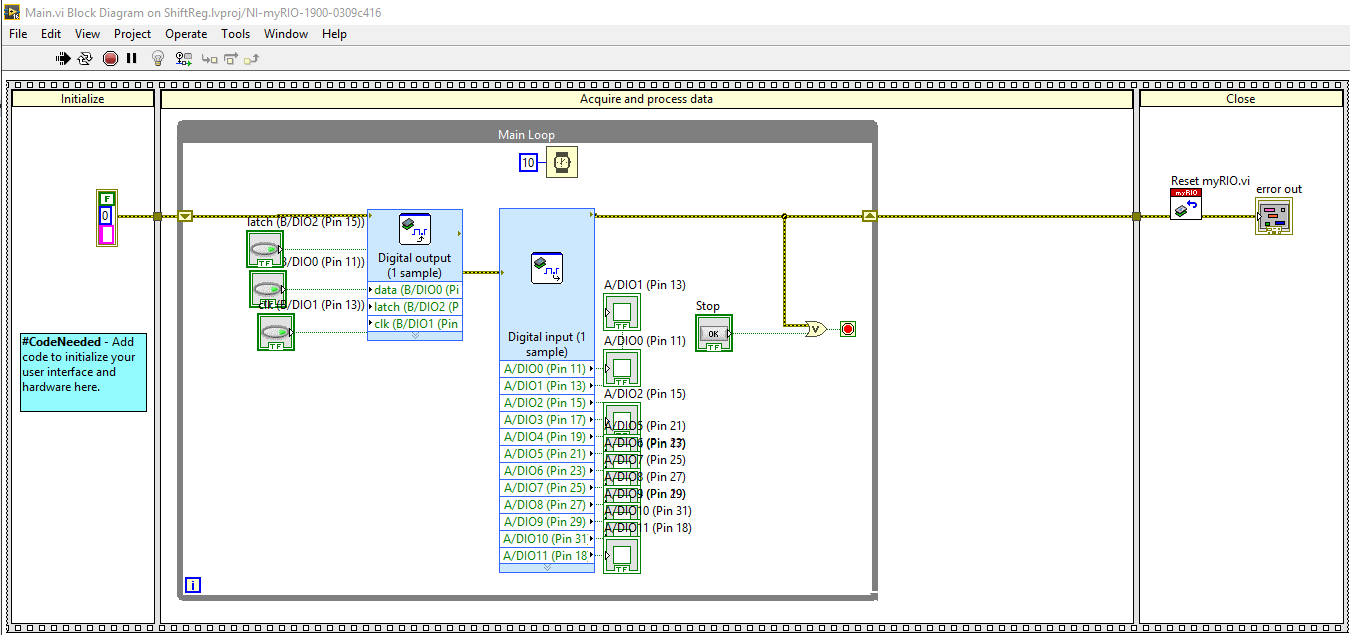 Main.vi Block Diagram on ShiftReg.lvproj/NI-myRIO-1900-0309c416
File Edit View Project Operate Tools Window Help
Initialize
Acquire and process data
Close
Main Loop
10
F
0
latch (B/DIO2 (Pin 15))
TF
B/DIO0 (Pin 11))
TF
clk (B/DIO1 (Pin 13))
TF
Digital output
(1 sample)
data (B/DIO0 (Pi
latch (B/DIO2 (P
clk (B/DIO1 (Pin
Digital input (1
sample)
A/DIO0 (Pin 11)
A/DIO1 (Pin 13)
A/DIO2 (Pin 15)
A/DIO3 (Pin 17)
A/DIO4 (Pin 19)
A/DIO5 (Pin 21)
A/DIO6 (Pin 23)
A/DIO7 (Pin 25)
A/DIO8 (Pin 27)
A/DIO9 (Pin 29)
A/DIO10 (Pin 31
A/DIO11 (Pin 18
A/DIO1 (Pin 13)
TF
A/DIO0 (Pin 11)
TF
A/DIO2 (Pin 15)
A/DIO5 (Pin 21)
A/DIO7 (Pin 25)
A/DIO8 (Pin 27)
A/DIO10 (Pin 31)
A/DIO11 (Pin 18)
TF
Stop
OK
TF
V
Reset myRIO.vi
myRIO
error out
#CodeNeeded - Add
code to initialize your
user interface and
hardware here.
i